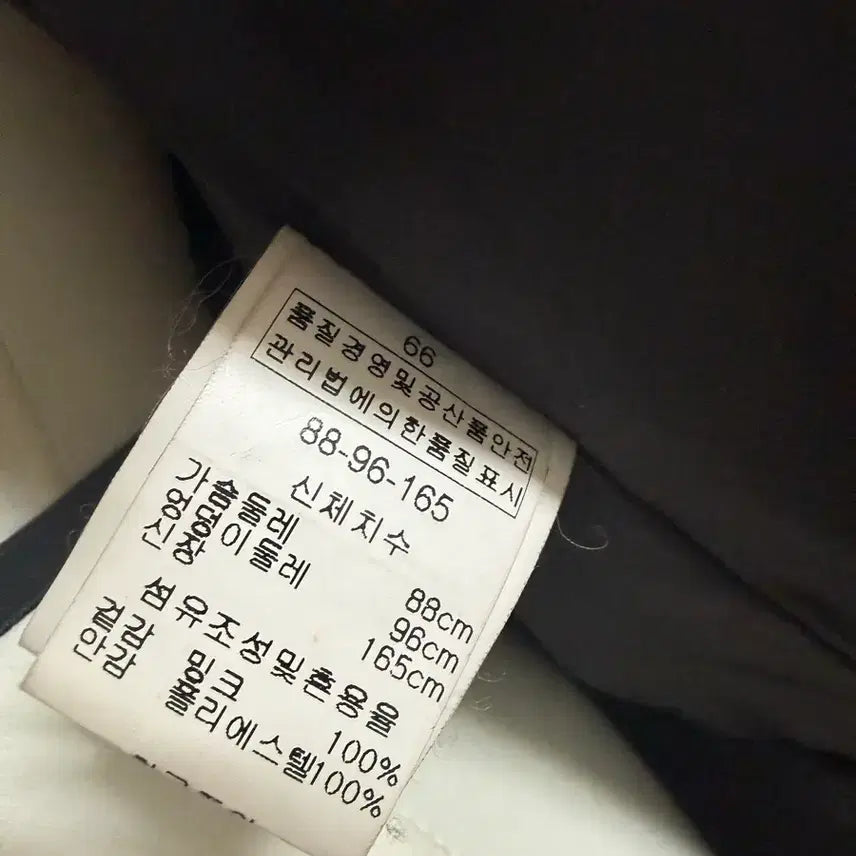 66
품질경영및공산품안전
관리법에의한품질표시
88-96-165
신체치수
가슴둘레 88cm
엉덩이둘레 96cm
신장 165cm
섬유조성및혼용율
겉감 밍크 100%
안감 폴리에스텔100%